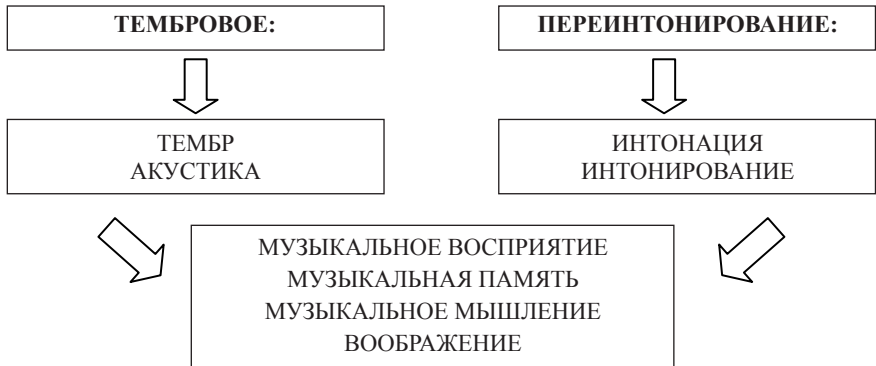 ТЕМБРОВОЕ:
ПЕРЕИНТОНИРОВАНИЕ:
ТЕМБР
АКУСТИКА
ИНТОНАЦИЯ
ИНТОНИРОВАНИЕ
МУЗЫКАЛЬНОЕ ВОСПРИЯТИЕ
МУЗЫКАЛЬНАЯ ПАМЯТЬ
МУЗЫКАЛЬНОЕ МЫШЛЕНИЕ
ВООБРАЖЕНИЕ